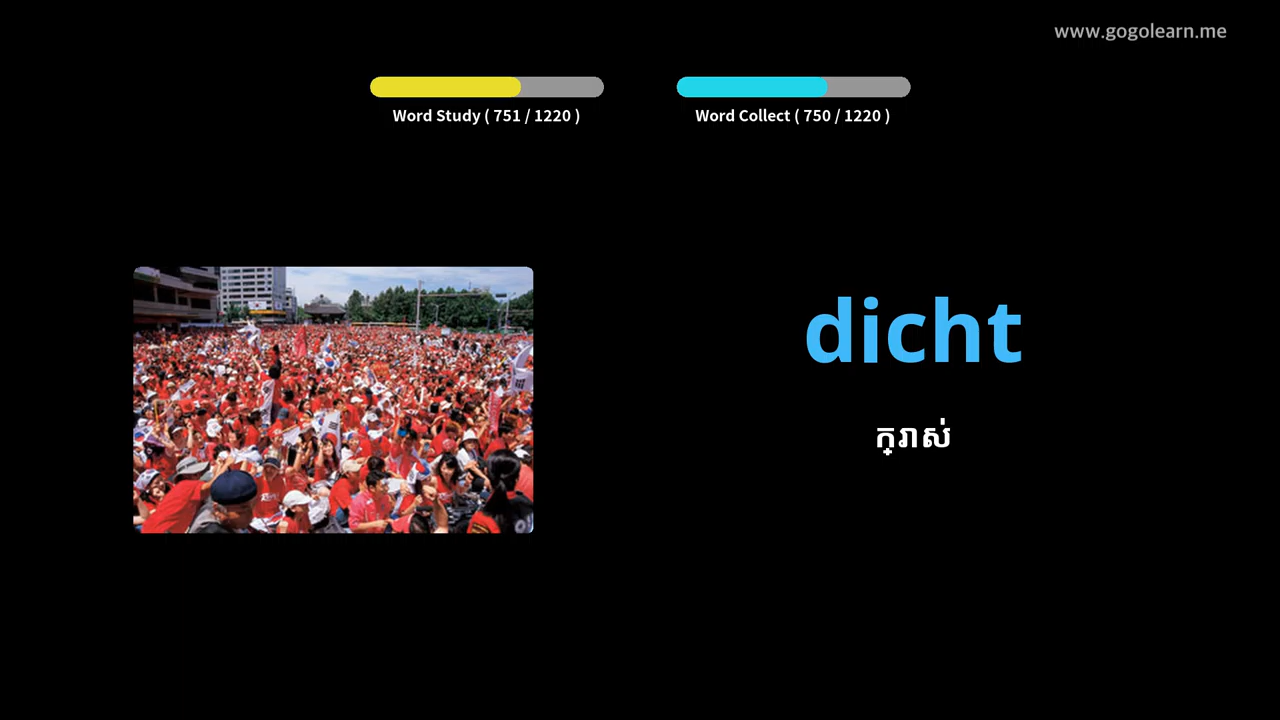 www.gogolearn.me
Word Study ( 751 / 1220 )
Word Collect ( 750 / 1220 )
dicht
ក្រាស់